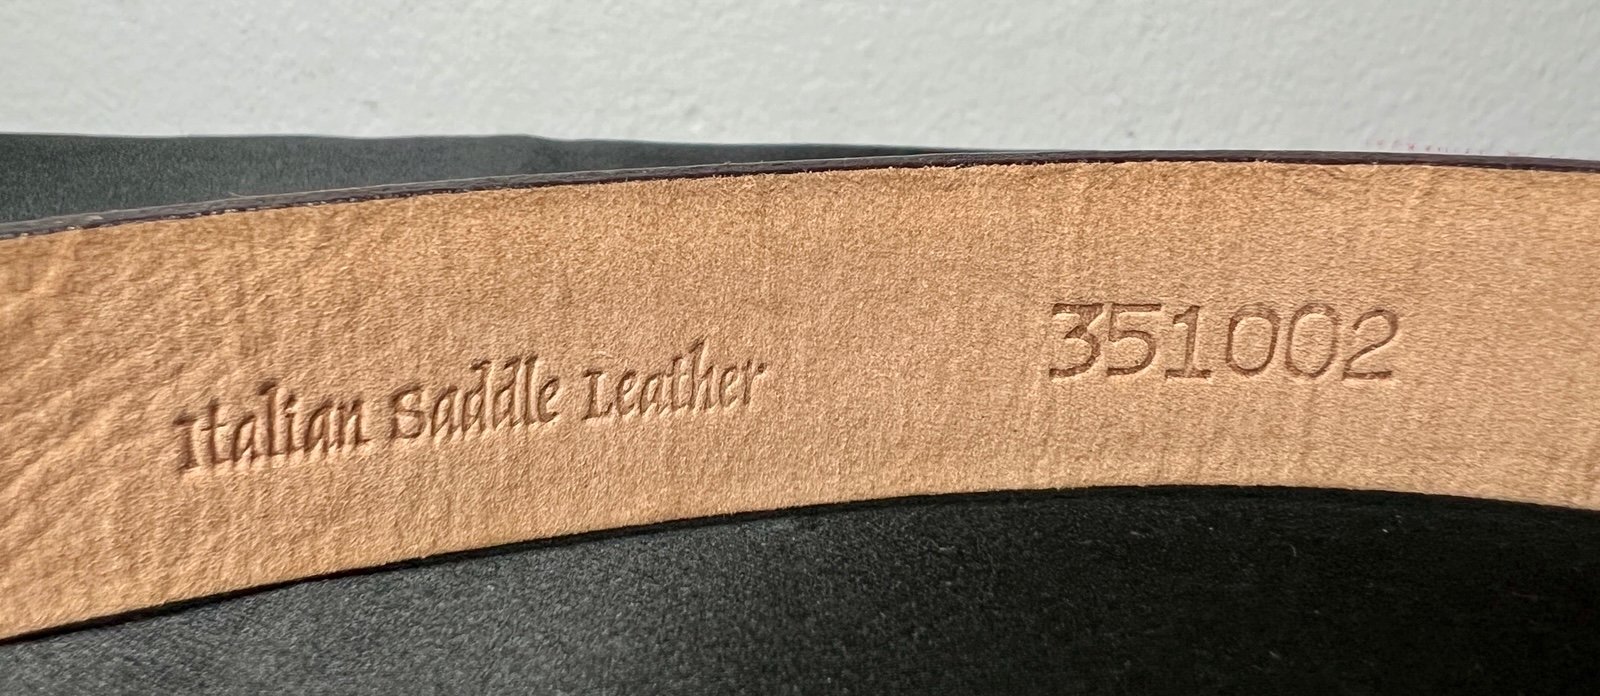 Italian Saddle Leather
351002